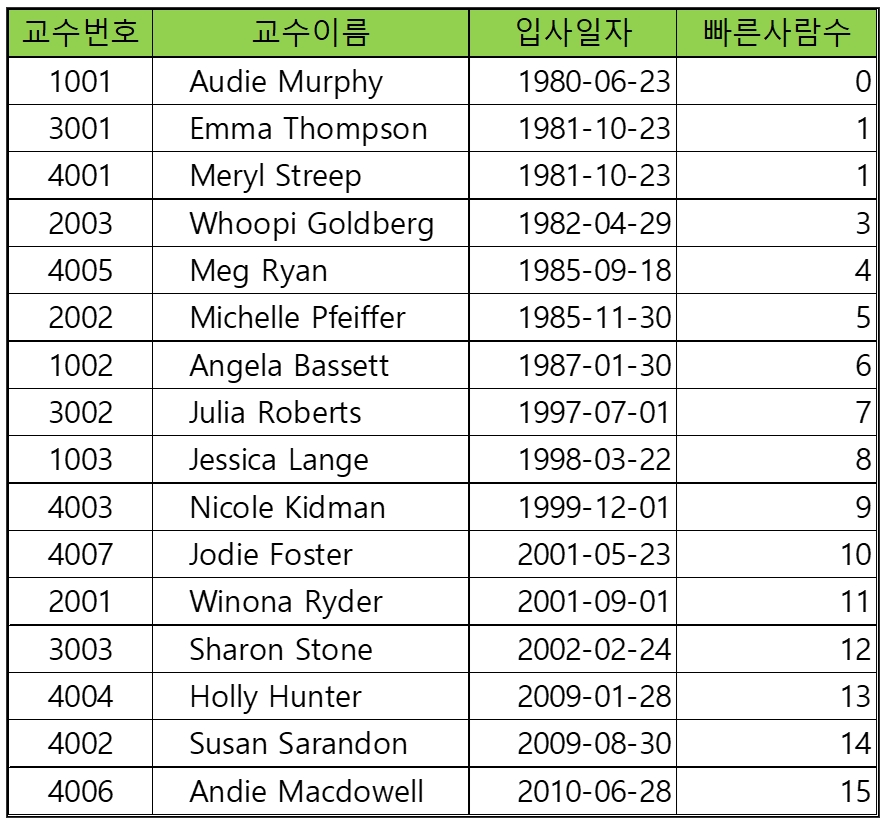 교수번호 교수이름 입사일자 빠른사람수
1001 Audie Murphy 1980-06-23 0
3001 Emma Thompson 1981-10-23 1
4001 Meryl Streep 1981-10-23 1
2003 Whoopi Goldberg 1982-04-29 3
4005 Meg Ryan 1985-09-18 4
2002 Michelle Pfeiffer 1985-11-30 5
1002 Angela Bassett 1987-01-30 6
3002 Julia Roberts 1997-07-01 7
1003 Jessica Lange 1998-03-22 8
4003 Nicole Kidman 1999-12-01 9
4007 Jodie Foster 2001-05-23 10
2001 Winona Ryder 2001-09-01 11
3003 Sharon Stone 2002-02-24 12
4004 Holly Hunter 2009-01-28 13
4002 Susan Sarandon 2009-08-30 14
4006 Andie Macdowell 2010-06-28 15